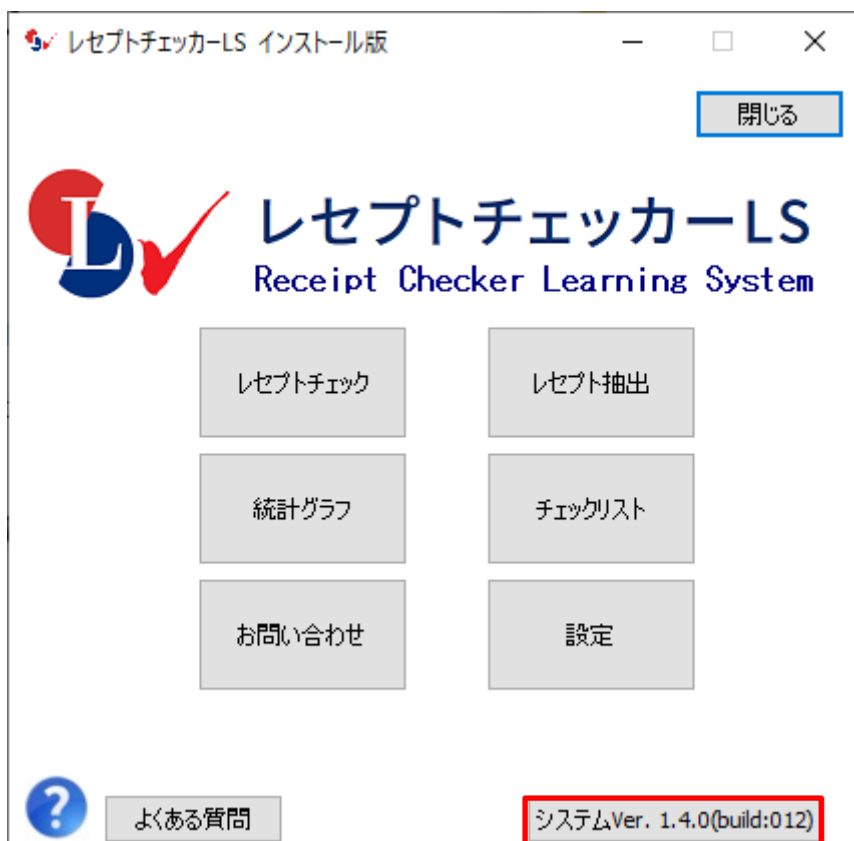 レセプトチェッカーLS インストール版
閉じる
レセプトチェッカーLS
Receipt Checker Learning System
レセプトチェック
レセプト抽出
統計グラフ
チェックリスト
お問い合わせ
設定
?
よくある質問
システムVer. 1.4.0(build:012)